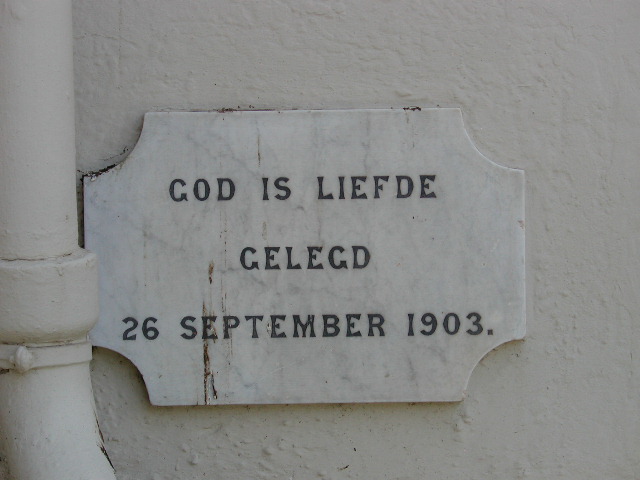 GOD IS LIEFDE
GELEGD
26 SEPTEMBER 1903.